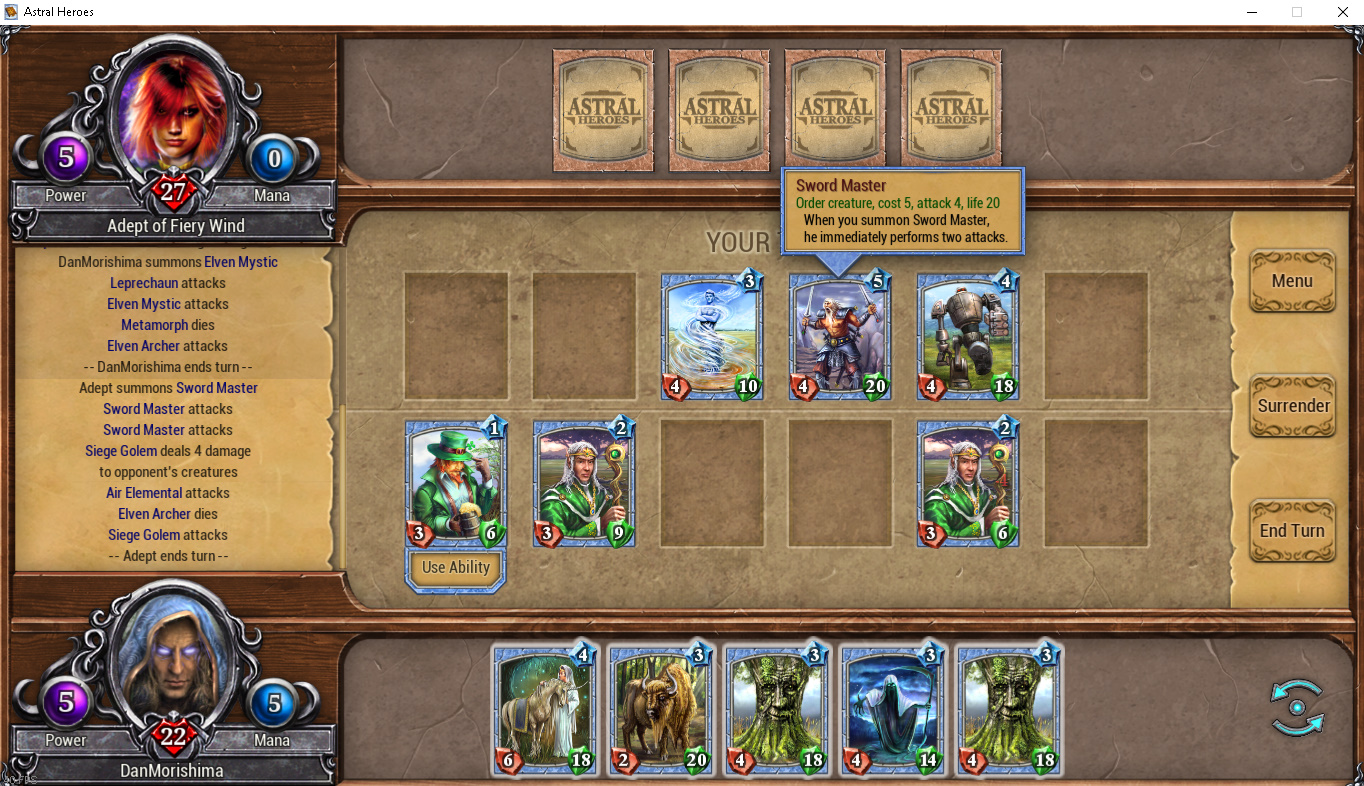 Astral Heroes
5
0
Power
27
Mana
Adept of Fiery Wind
ASTRAL
HEROES
ASTRAL
HEROES
ASTRAL
HEROES
ASTRAL
HEROES
Sword Master
Order creature, cost 5, attack 4, life 20
When you summon Sword Master,
he immediately performs two attacks.
YOUR
DanMorishima summons Elven Mystic
Leprechaun attacks
Elven Mystic attacks
Metamorph dies
Elven Archer attacks
-- DanMorishima ends turn --
Adept summons Sword Master
Sword Master attacks
Sword Master attacks
Siege Golem deals 4 damage
to opponent's creatures
Air Elemental attacks
Elven Archer dies
Siege Golem attacks
-- Adept ends turn --
3
5
4
4
10
4
20
4
18
1
2
2
3
6
3
9
3
6
Use Ability
Menu
Surrender
End Turn
5
5
Power
22
Mana
DanMorishima
4
3
3
3
3
6
18
2
20
4
18
4
14
4
18